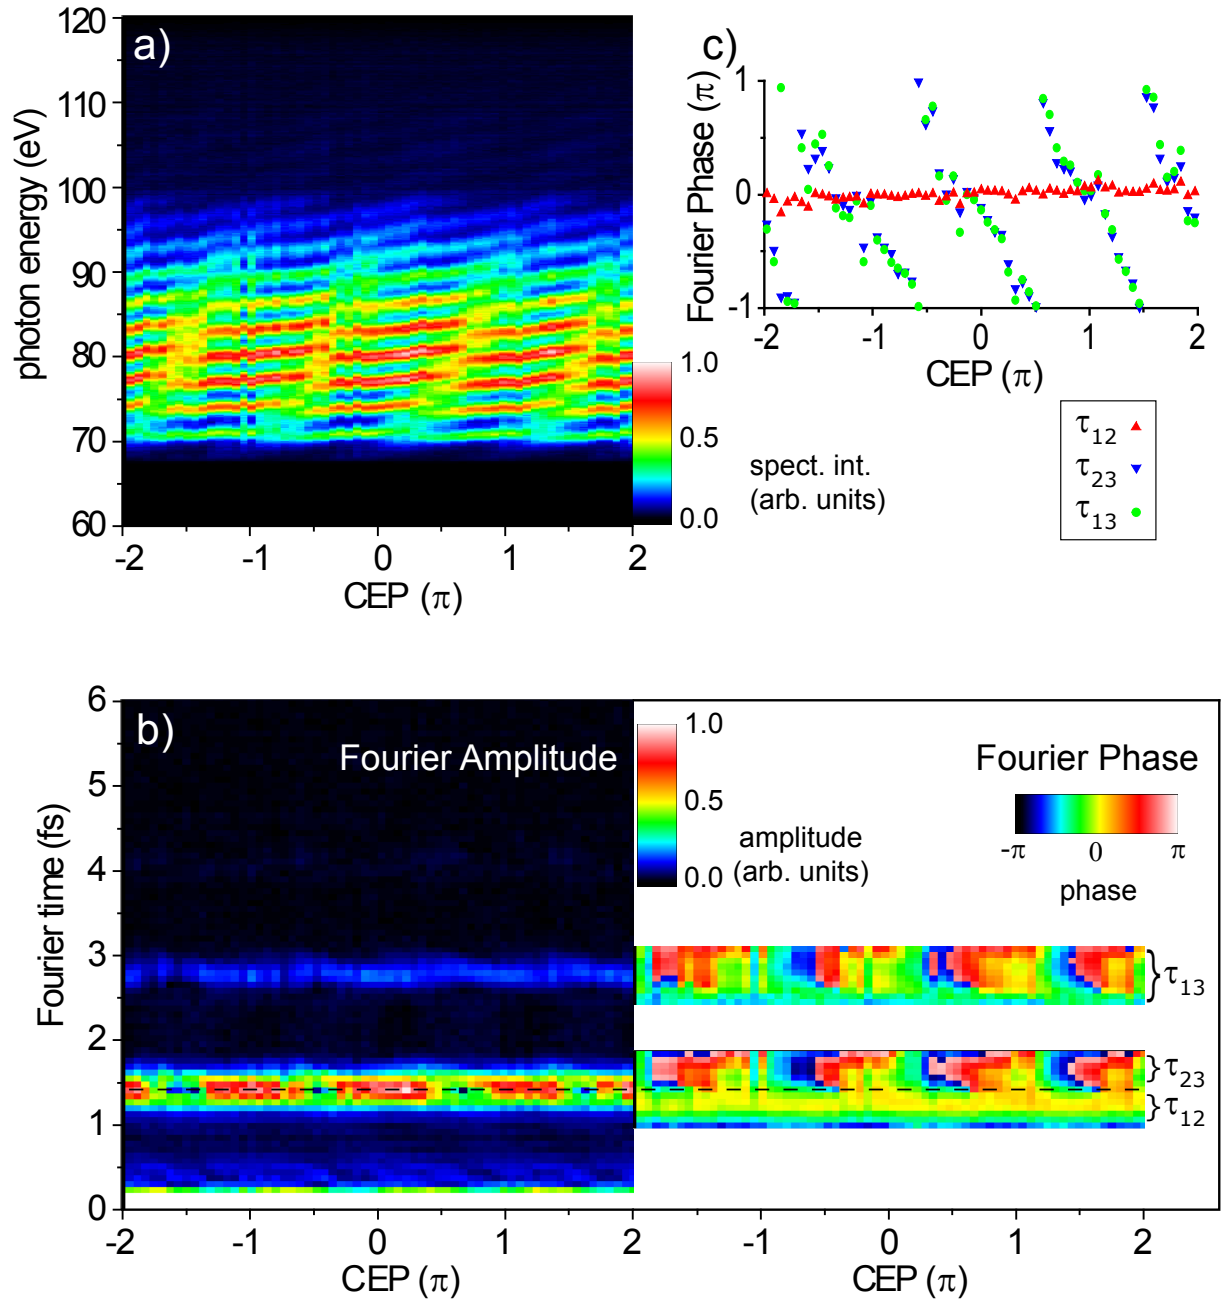 a)
photon energy (eV)
120
110
100
90
80
70
60
-2
-1
0
1
2
CEP (π)
1.0
0.5
0.0
spect. int.
(arb. units)
c)
Fourier Phase (π)
1
0
-1
-2
-1
0
1
2
CEP (π)
τ12
τ23
τ13
b)
Fourier Amplitude
Fourier time (fs)
6
5
4
3
2
1
0
-2
-1
0
1
2
CEP (π)
1.0
0.5
0.0
amplitude
(arb. units)
Fourier Phase
-π
0
π
phase
} τ13
} τ23
} τ12
-1
0
1
2
CEP (π)